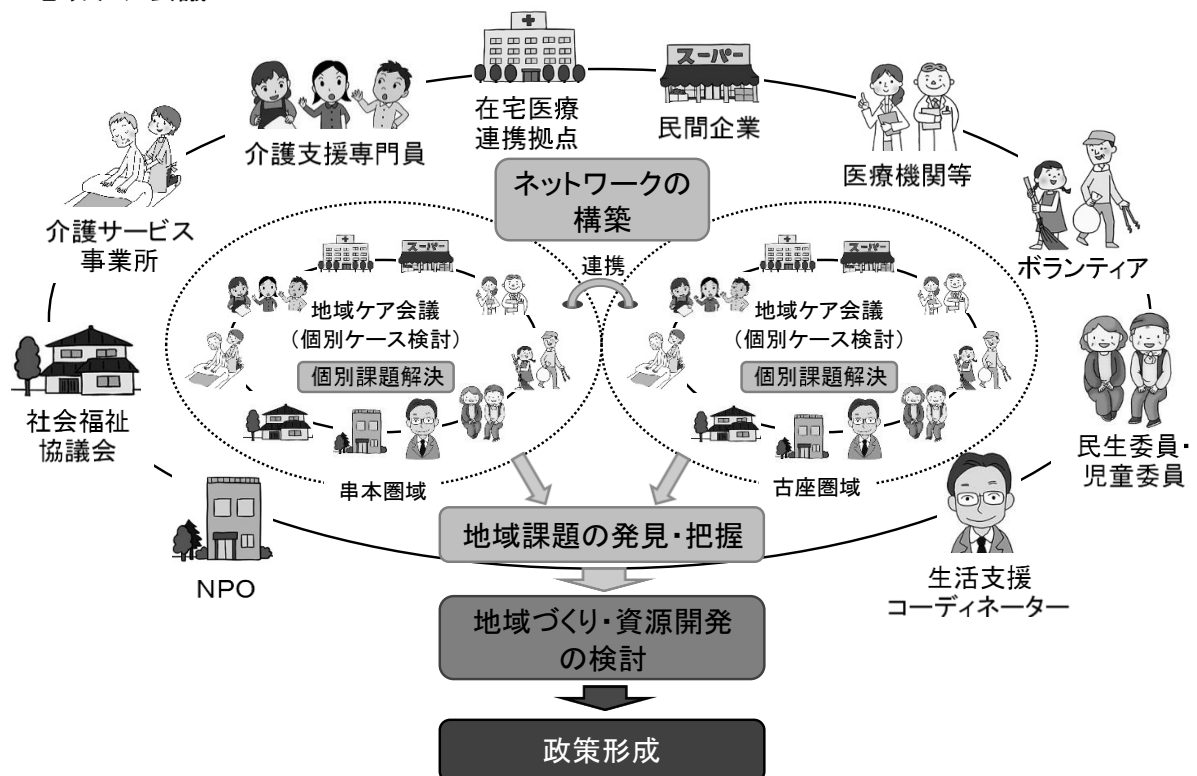 スーパー
在宅医療
連携拠点
民間企業
介護支援専門員
医療機関等
介護サービス
事業所
ボランティア
ネットワークの
構築
連携
スーパー
地域ケア会議
（個別ケース検討）
個別課題解決
串本圏域
スーパー
地域ケア会議
（個別ケース検討）
個別課題解決
古座圏域
社会福祉
協議会
民生委員・
児童委員
NPO
生活支援
コーディネーター
地域課題の発見・把握
地域づくり・資源開発
の検討
政策形成